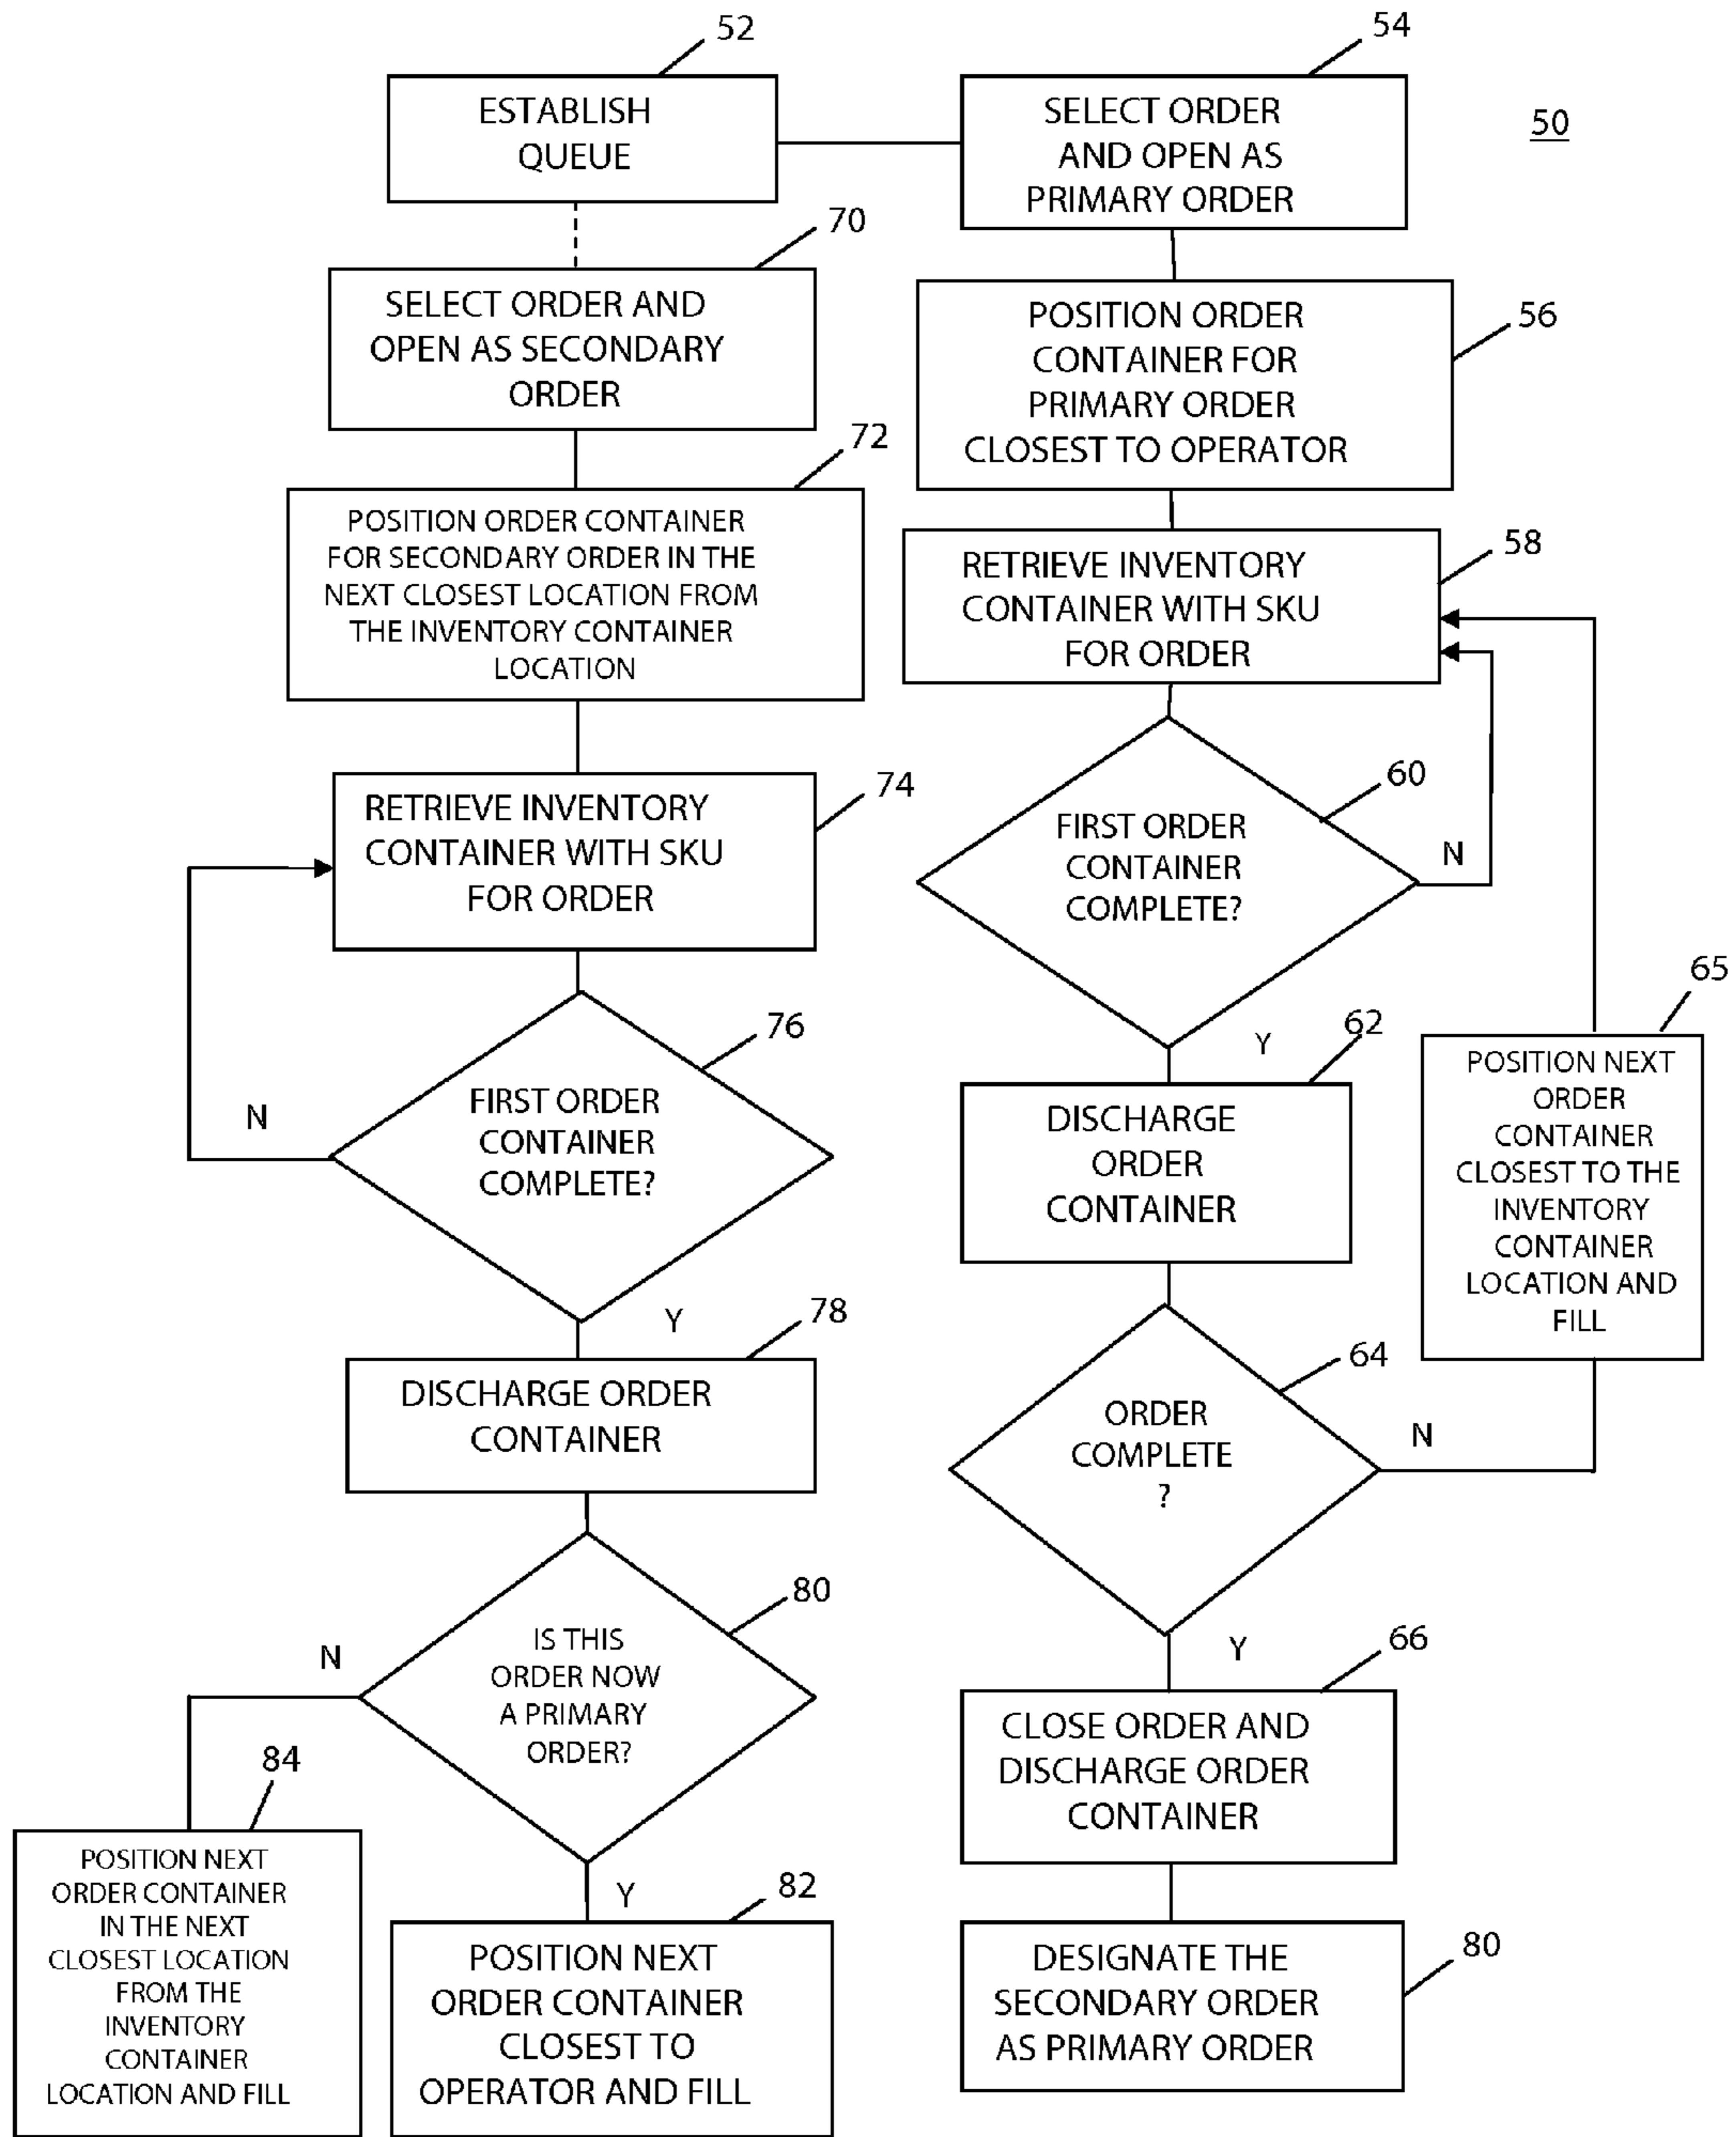 52
ESTABLISH
QUEUE
54
SELECT ORDER
AND OPEN AS
PRIMARY ORDER
50
70
SELECT ORDER AND
OPEN AS SECONDARY
ORDER
56
POSITION ORDER
CONTAINER FOR
PRIMARY ORDER
CLOSEST TO OPERATOR
72
POSITION ORDER CONTAINER
FOR SECONDARY ORDER IN THE
NEXT CLOSEST LOCATION FROM
THE INVENTORY CONTAINER
LOCATION
58
RETRIEVE INVENTORY
CONTAINER WITH SKU
FOR ORDER
74
RETRIEVE INVENTORY
CONTAINER WITH SKU
FOR ORDER
60
FIRST ORDER
CONTAINER
COMPLETE?
N
Y
76
FIRST ORDER
CONTAINER
COMPLETE?
N
Y
62
DISCHARGE
ORDER
CONTAINER
65
POSITION NEXT
ORDER
CONTAINER
CLOSEST TO THE
INVENTORY
CONTAINER
LOCATION AND
FILL
78
DISCHARGE ORDER
CONTAINER
64
ORDER
COMPLETE
?
N
Y
80
IS THIS
ORDER NOW
A PRIMARY
ORDER?
N
Y
66
CLOSE ORDER AND
DISCHARGE ORDER
CONTAINER
84
POSITION NEXT
ORDER CONTAINER
IN THE NEXT
CLOSEST LOCATION
FROM THE
INVENTORY
CONTAINER
LOCATION AND FILL
82
POSITION NEXT
ORDER CONTAINER
CLOSEST TO
OPERATOR AND FILL
80
DESIGNATE THE
SECONDARY ORDER
AS PRIMARY ORDER